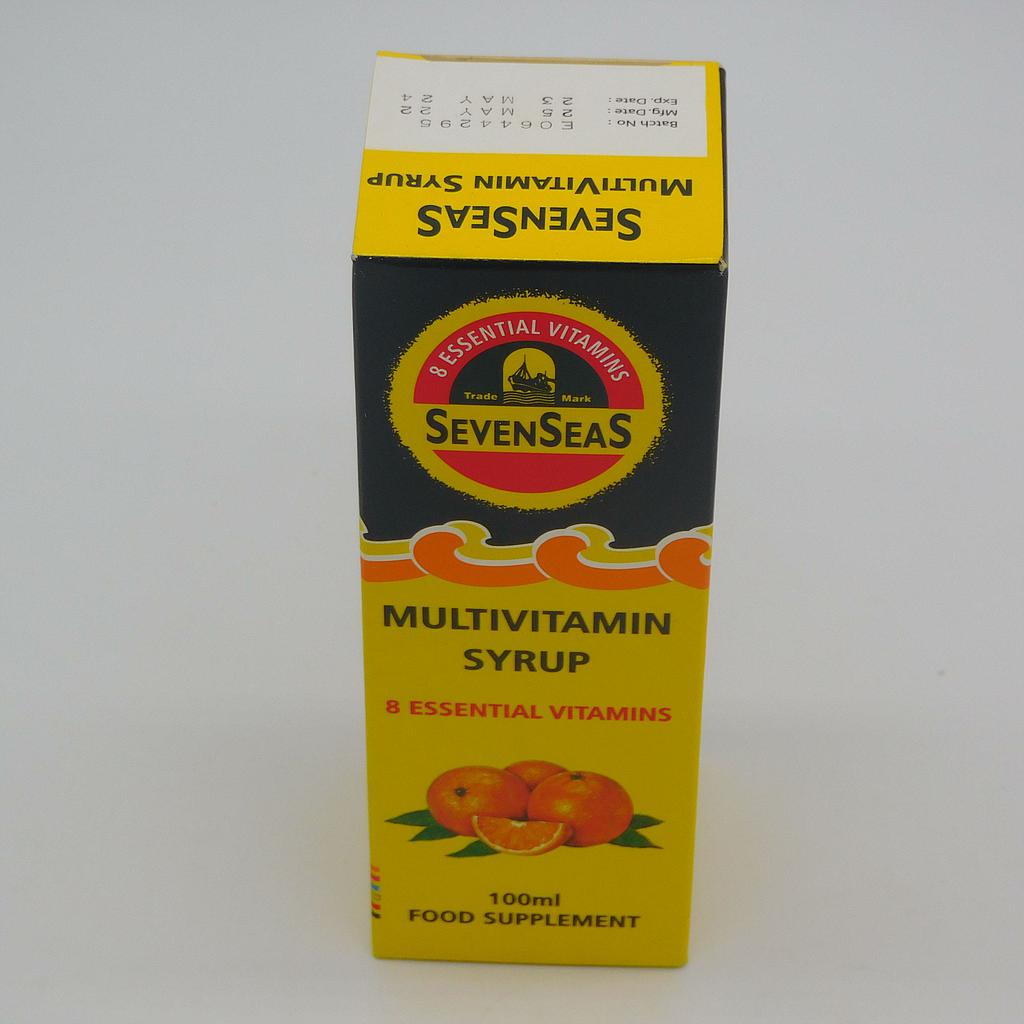 SEVENSEAS
MULTIVITAMIN SYRUP
Batch No : E0644295
Mfg. Date : 25 MAY 22
Exp. Date : 23 MAY 24
8 ESSENTIAL VITAMINS
Trade Mark
SEVENSEAS
MULTIVITAMIN
SYRUP
8 ESSENTIAL VITAMINS
100ml
FOOD SUPPLEMENT